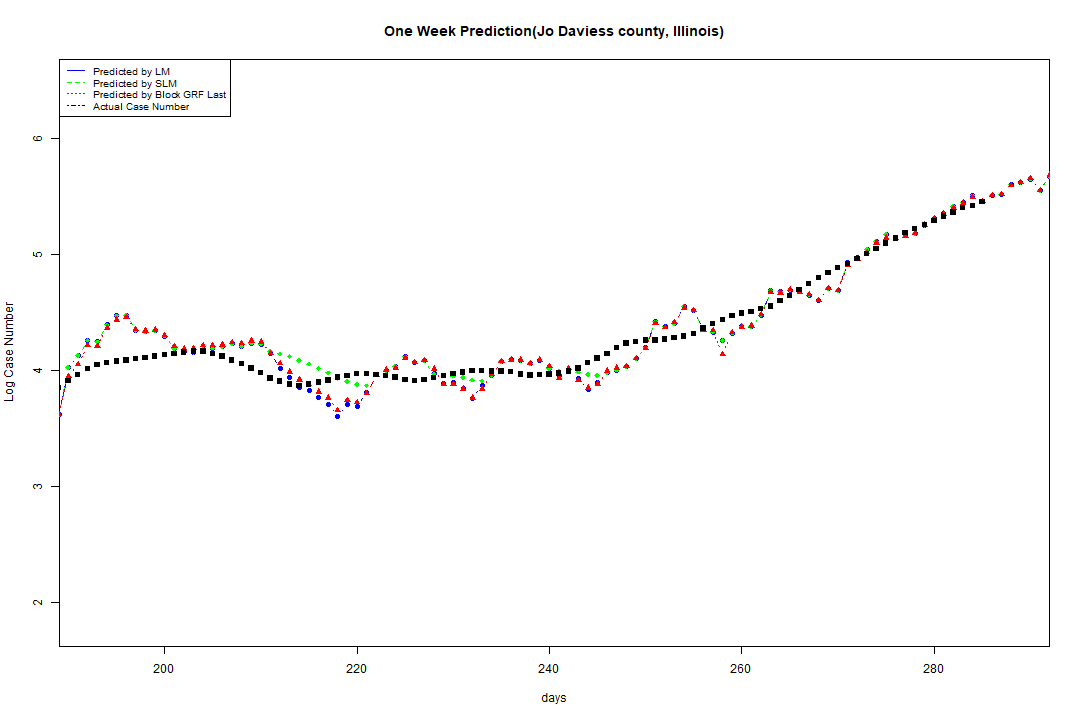 One Week Prediction(Jo Daviess county, Illinois)
Predicted by LM
Predicted by SLM
Predicted by Block GRF Last
Actual Case Number
6
5
4
3
2
Log Case Number
200 220 240 260 280
days